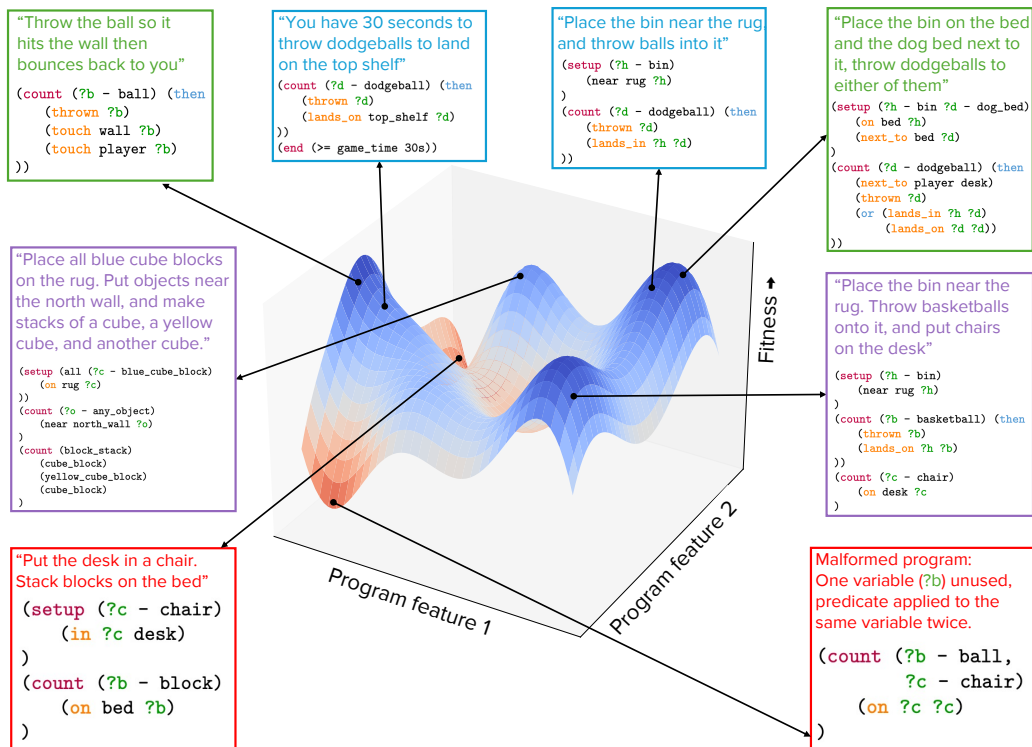 “Throw the ball so it
hits the wall then
bounces back to you”
(count (?b - ball) (then
(thrown ?b)
(touch wall ?b)
(touch player ?b)
))
“You have 30 seconds to
throw dodgeballs to land
on the top shelf”
(count (?d - dodgeball) (then
(thrown ?d)
(lands_on top_shelf ?d)
))
(end (>= game_time 30s))
“Place the bin near the rug,
and throw balls into it”
(setup (?h - bin)
(near rug ?h)
)
(count (?d - dodgeball) (then
(thrown ?d)
(lands_in ?h ?d)
))
“Place the bin on the bed
and the dog bed next to
it, throw dodgeballs to
either of them”
(setup (?h - bin ?d - dog_bed)
(on bed ?h)
(next_to bed ?d)
)
(count (?d - dodgeball) (then
(next_to player desk)
(thrown ?d)
(or (lands_in ?h ?d)
(lands_on ?d ?d))
))
“Place all blue cube blocks
on the rug. Put objects near
the north wall, and make
stacks of a cube, a yellow
cube, and another cube.”
(setup (all (?c - blue_cube_block)
(on rug ?c)
))
(count (?o - any_object)
(near north_wall ?o)
)
(count (block_stack)
(cube_block)
(yellow_cube_block)
(cube_block)
)
Fitness →
“Place the bin near the
rug. Throw basketballs
onto it, and put chairs
on the desk”
(setup (?h - bin)
(near rug ?h)
)
(count (?b - basketball) (then
(thrown ?b)
(lands_on ?h ?b)
))
(count (?c - chair)
(on desk ?c
)
“Put the desk in a chair.
Stack blocks on the bed”
(setup (?c - chair)
(in ?c desk)
)
(count (?b - block)
(on bed ?b)
)
Program feature 1
Program feature 2
Malformed program:
One variable (?b) unused,
predicate applied to the
same variable twice.
(count (?b - ball,
?c - chair)
(on ?c ?c)
)